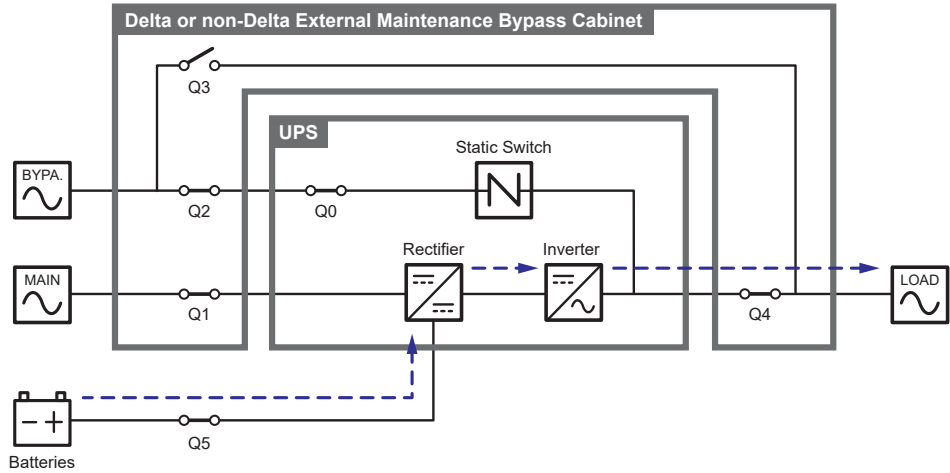 Delta or non-Delta External Maintenance Bypass Cabinet
Q3
UPS
Static Switch
BYPA.
Q2
Q0
Rectifier
Inverter
MAIN
LOAD
Q1
Q4
Q5
Batteries